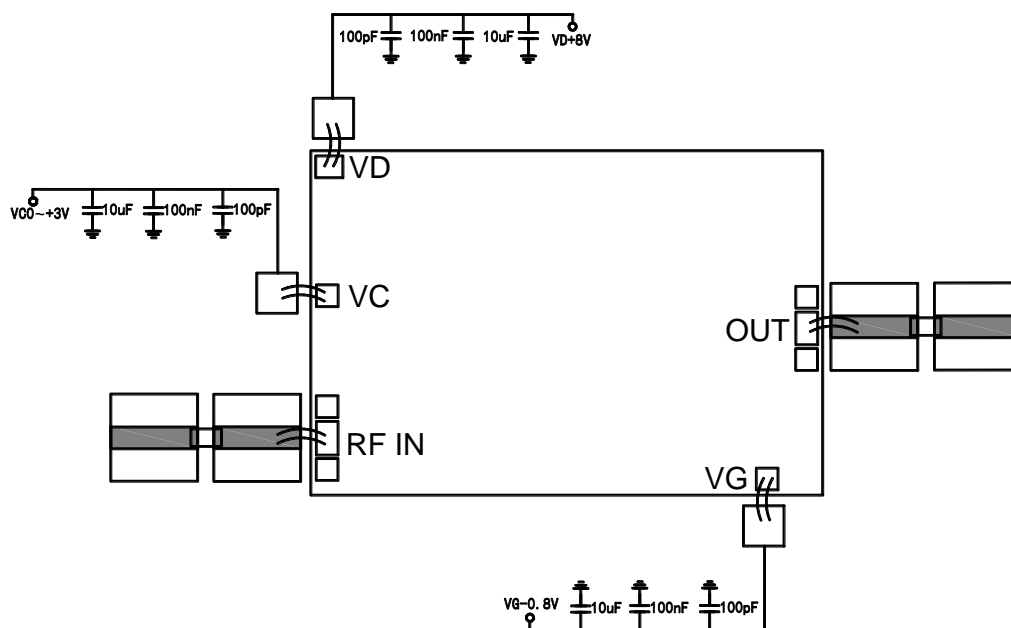 100pF 100nF 10uF VD+8V
VD
VC0~+3V 10uF 100nF 100pF
VC
OUT
RF IN
VG
VG-0.8V 10uF 100nF 100pF